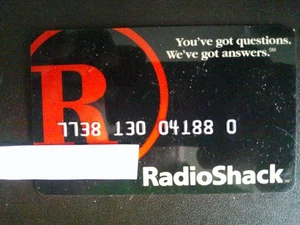 You've got questions.
We've got answers.℠
R
7738 130 04188 0
RadioShack